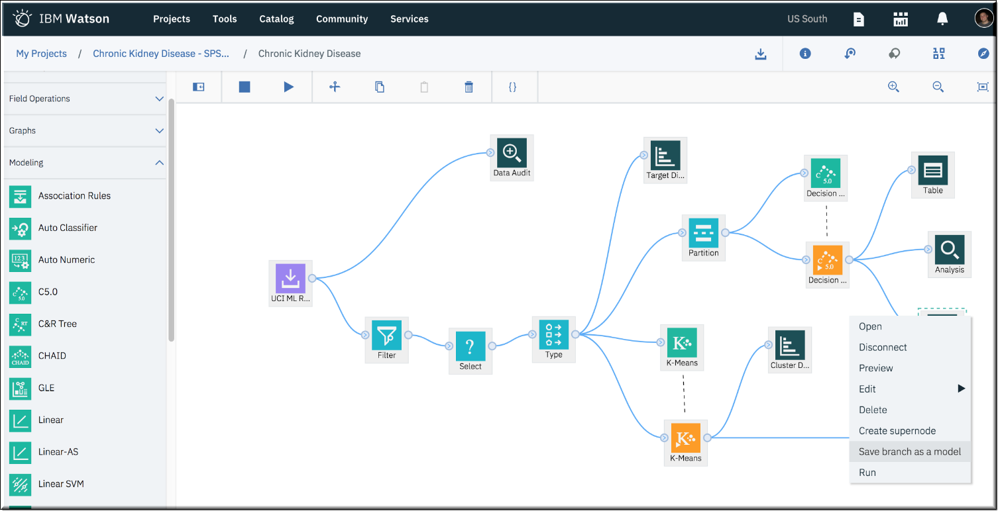 IBM Watson
Projects
Tools
Catalog
Community
Services
US South
My Projects / Chronic Kidney Disease - SPS... / Chronic Kidney Disease
Field Operations
Graphs
Modeling
Association Rules
Auto Classifier
Auto Numeric
C5.0
C&R Tree
CHAID
GLE
Linear
Linear-AS
Linear SVM
Data Audit
Target Di...
Decision ...
Table
Partition
Decision ...
Analysis
UCI ML R...
Filter
Select
Type
K-Means
Cluster D...
K-Means
Open
Disconnect
Preview
Edit
Delete
Create supernode
Save branch as a model
Run